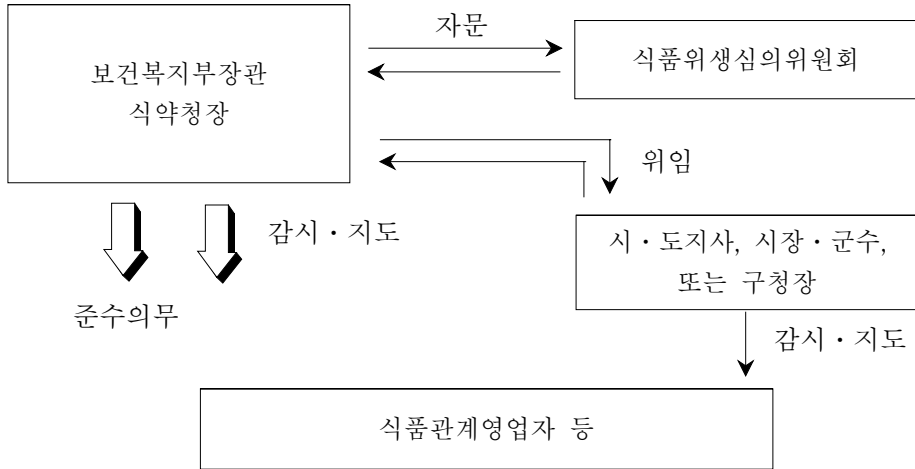 자문
보건복지부장관
식약청장
식품위생심의위원회
위임
감시・지도
시・도지사, 시장・군수,
또는 구청장
준수의무
감시・지도
식품관계영업자 등